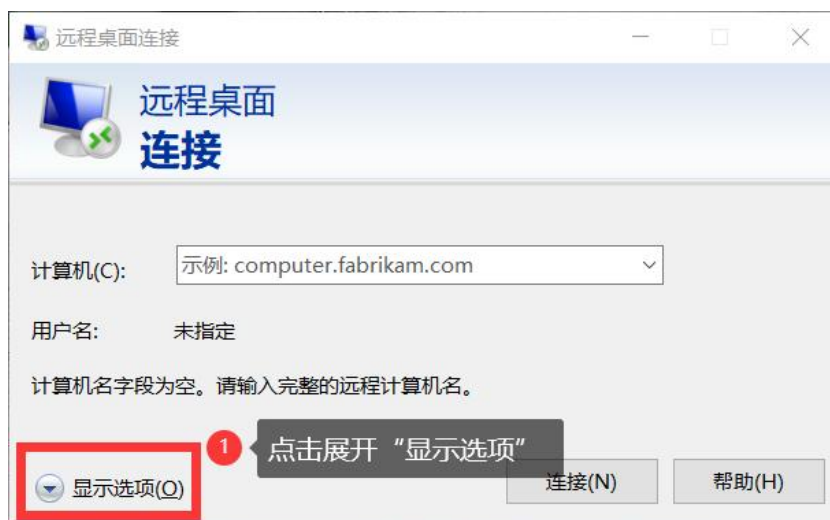 远程桌面连接
远程桌面
连接
计算机(C):
示例: computer.fabrikam.com
用户名:
未指定
计算机名字段为空。请输入完整的远程计算机名。
1 点击展开“显示选项”
显示选项(O)
连接(N)
帮助(H)